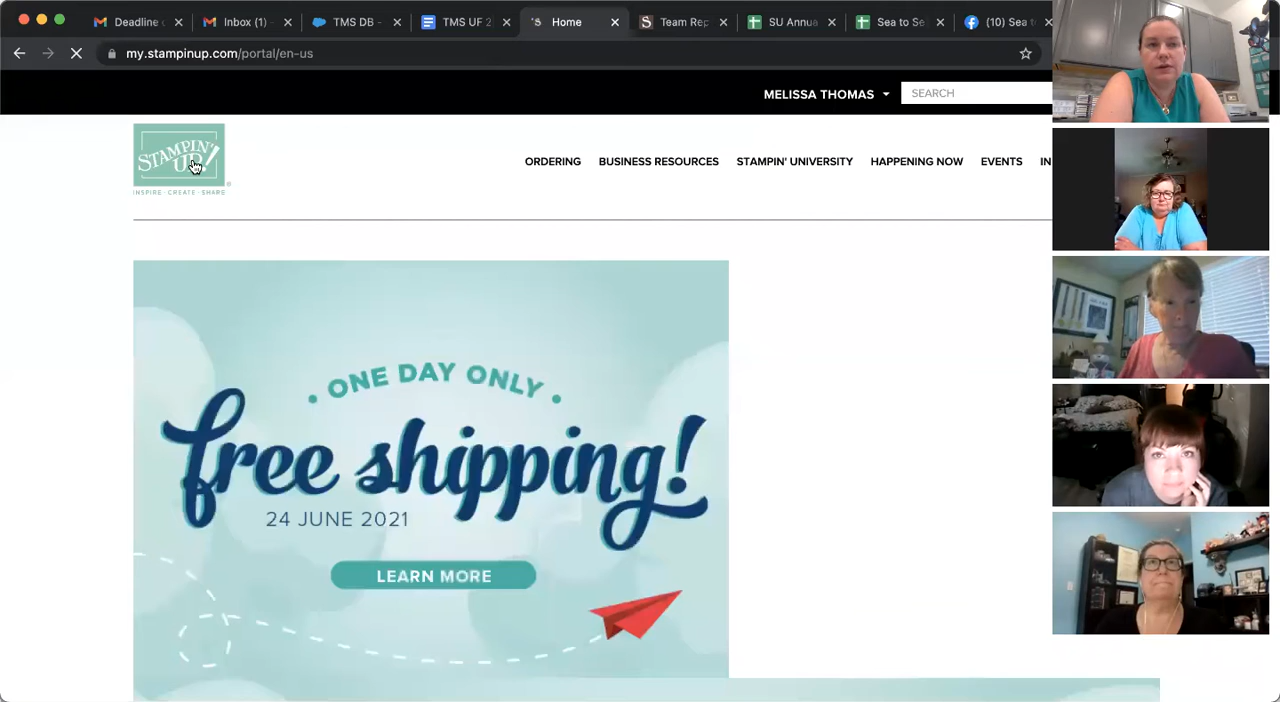 Deadline
Inbox (1)
TMS DB -
TMS UF 2
Home
Team Rep
SU Annua
Sea to Se
(10) Sea t
my.stampinup.com/portal/en-us
MELISSA THOMAS
SEARCH
STAMPIN' UP!
INSPIRE · CREATE · SHARE
ORDERING
BUSINESS RESOURCES
STAMPIN' UNIVERSITY
HAPPENING NOW
EVENTS
IN
• ONE DAY ONLY •
free shipping!
24 JUNE 2021
LEARN MORE